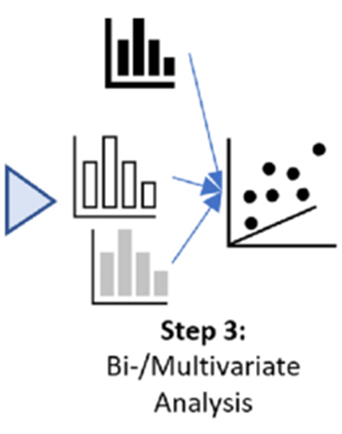 Step 3:
Bi-/Multivariate
Analysis